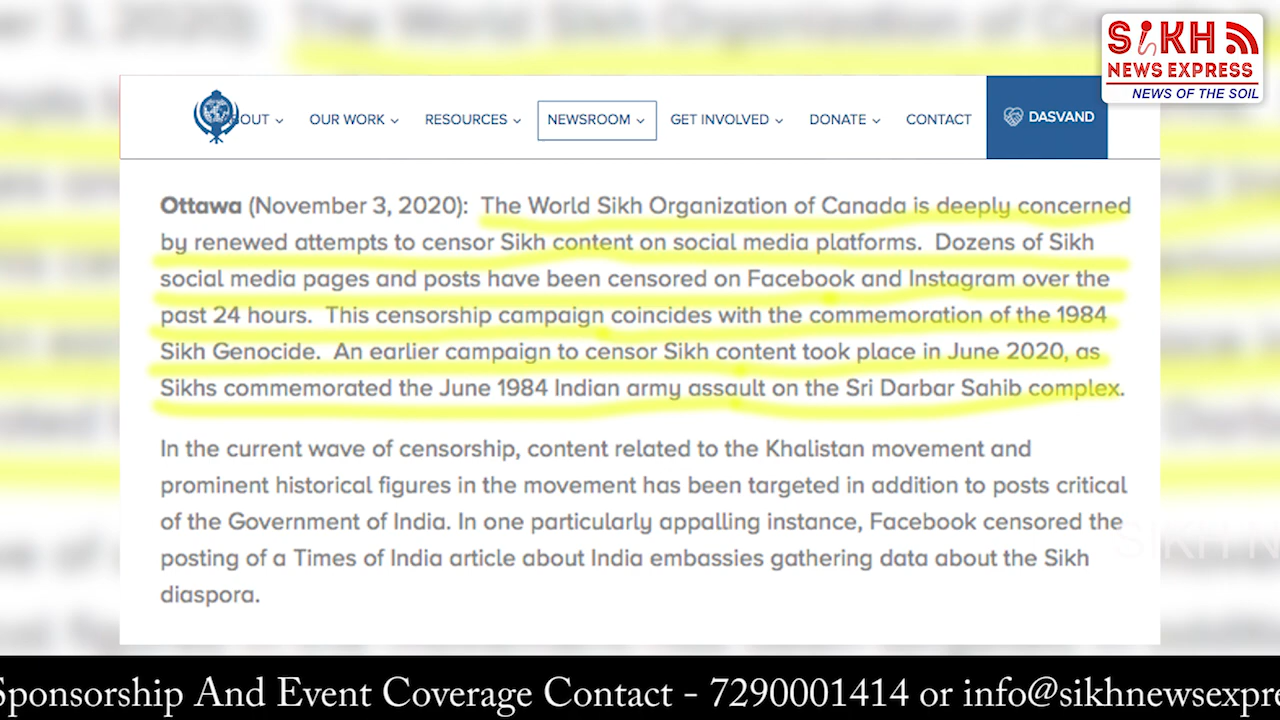 SiKH
NEWS EXPRESS
NEWS OF THE SOIL
OUT OUR WORK RESOURCES NEWSROOM GET INVOLVED DONATE CONTACT DASVAND
Ottawa (November 3, 2020): The World Sikh Organization of Canada is deeply concerned
by renewed attempts to censor Sikh content on social media platforms. Dozens of Sikh
social media pages and posts have been censored on Facebook and Instagram over the
past 24 hours. This censorship campaign coincides with the commemoration of the 1984
Sikh Genocide. An earlier campaign to censor Sikh content took place in June 2020, as
Sikhs commemorated the June 1984 Indian army assault on the Sri Darbar Sahib complex.
In the current wave of censorship, content related to the Khalistan movement and
prominent historical figures in the movement has been targeted in addition to posts critical
of the Government of India. In one particularly appalling instance, Facebook censored the
posting of a Times of India article about India embassies gathering data about the Sikh
diaspora.
SIKH N
Sponsorship And Event Coverage Contact - 7290001414 or info@sikhnewsexpre